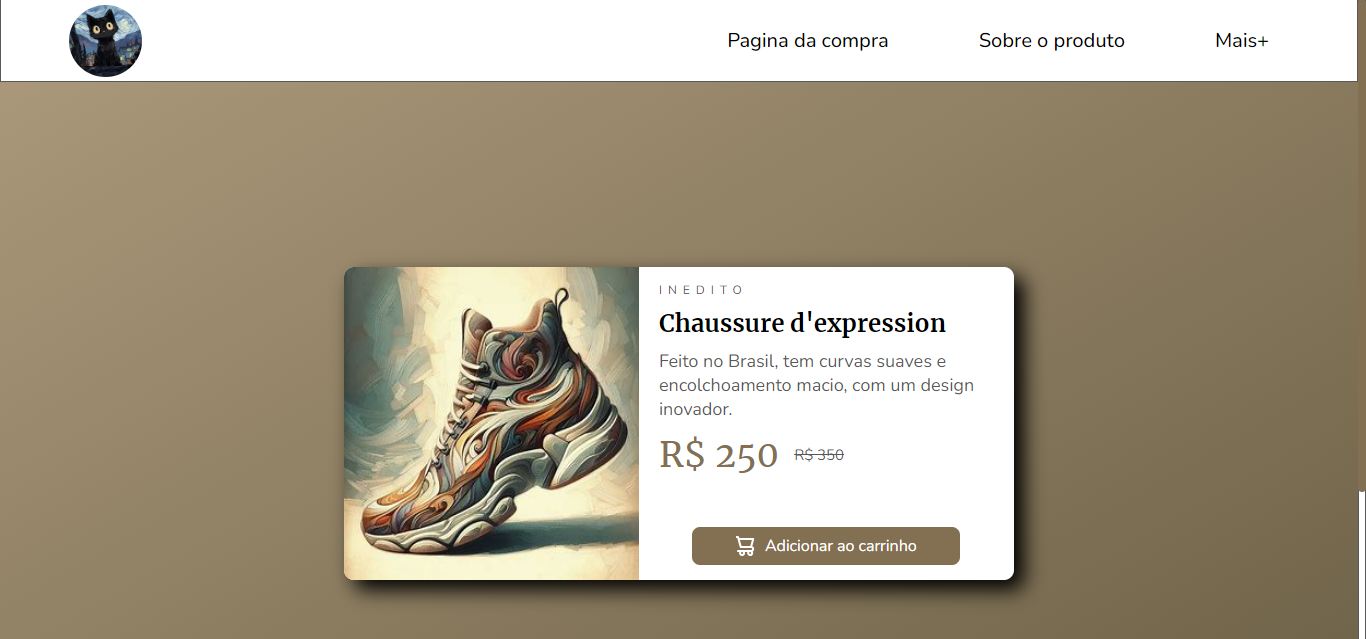 Pagina da compra
Sobre o produto
Mais+
INEDITO
Chaussure d'expression
Feito no Brasil, tem curvas suaves e
encolchoamento macio, com um design
inovador.
R$ 250 R$ 350
Adicionar ao carrinho